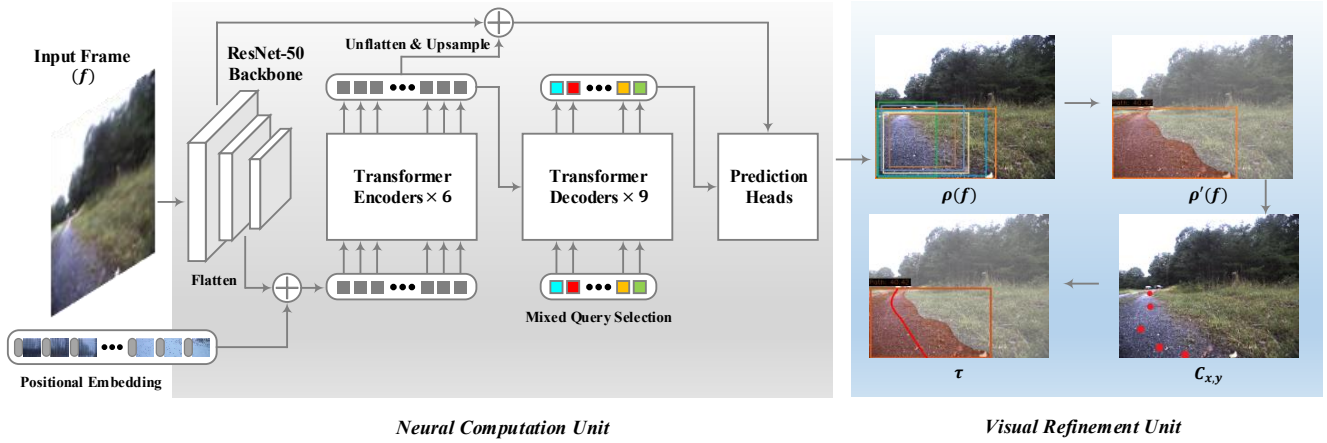 Input Frame
(f)
ResNet-50
Backbone
Unflatten & Upsample
Transformer
Encoders × 6
Transformer
Decoders × 9
Prediction
Heads
Flatten
Mixed Query Selection
Positional Embedding
Neural Computation Unit
ρ(f)
ρ′(f)
τ
C_{x,y}
Visual Refinement Unit